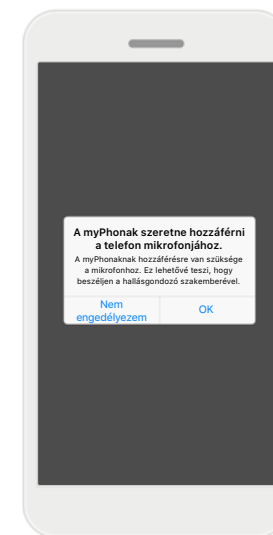 A myPhonak szeretne hozzáférni
a telefon mikrofonjához.
A myPhonaknak hozzáférésre van szüksége
a mikrofonhoz. Ez lehetővé teszi, hogy
beszéljen a hallásgondozó szakemberével.
Nem
engedélyezem
OK